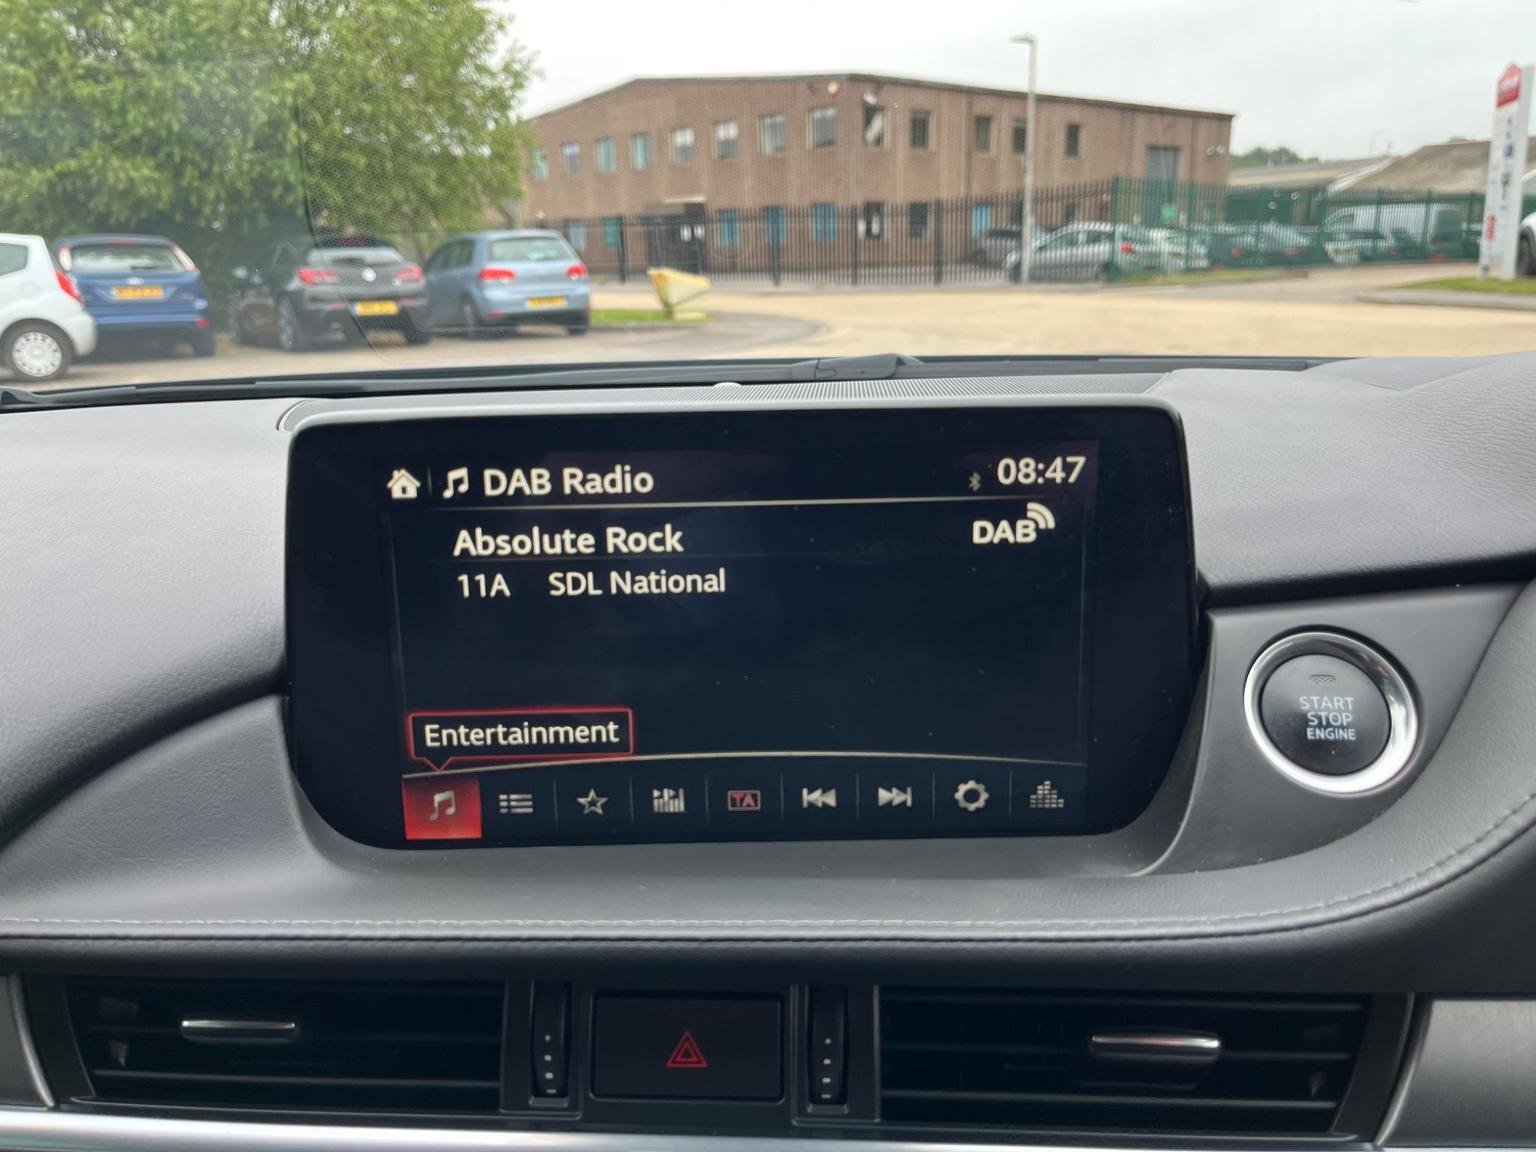 DAB Radio
08:47
Absolute Rock
DAB
11A SDL National
Entertainment
TA
START
STOP
ENGINE